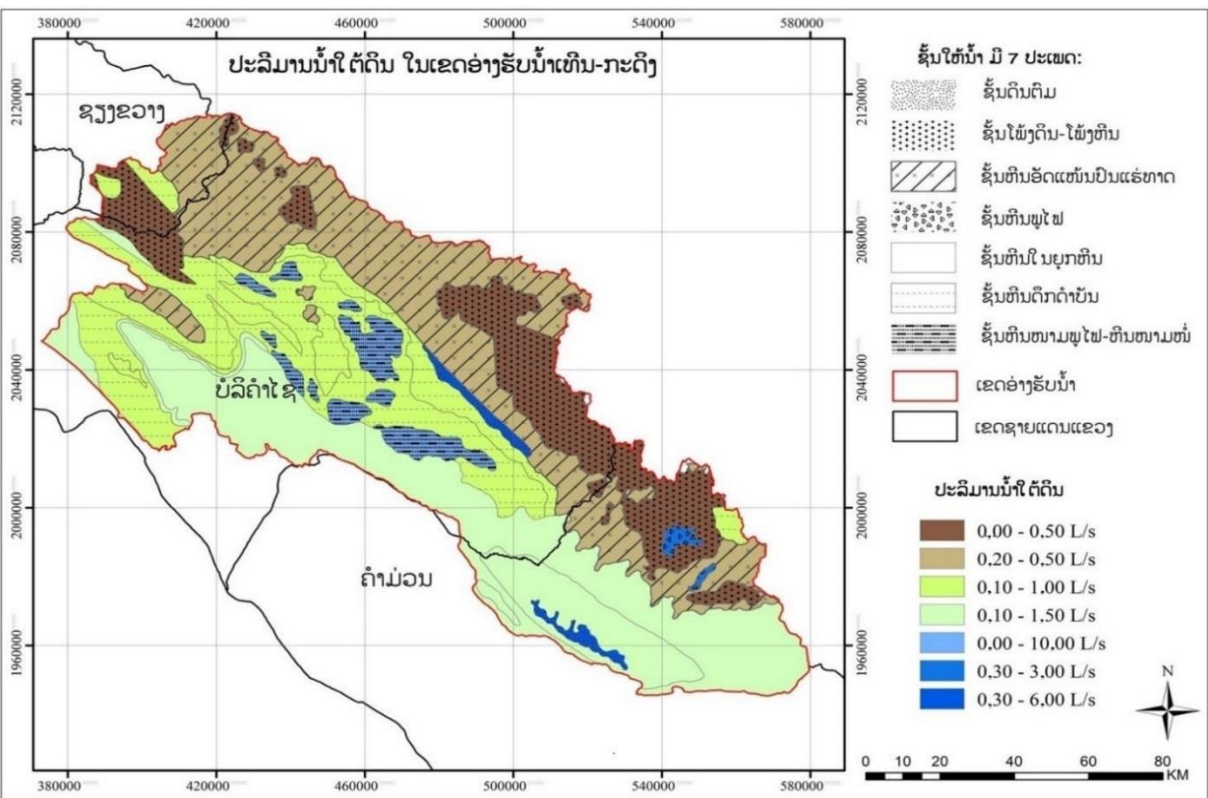 380000 420000 460000 500000 540000 580000
ປະລິມານນ້ຳໃຕ້ດິນ ໃນເຂດອ່າງຮັບນ້ຳເທີນ-ກະດິງ
2120000
2080000
2040000
2000000
1960000
ຊຽງຂວາງ
ບໍລິຄຳໄຊ
ຄຳມ່ວນ
2120000
2080000
2040000
2000000
1960000
380000 420000 460000 500000 540000 580000
ຊັ້ນໃຫ້ນ້ຳ ມີ 7 ປະເພດ:
ຊັ້ນດິນຕົມ
ຊັ້ນໂພ້ງດິນ-ໂພ້ງຫີນ
ຊັ້ນຫີນອັດແໜ້ນປົນແຮ່ທາດ
ຊັ້ນຫີນພູໄຟ
ຊັ້ນຫີນໃນຍຸກຫີນ
ຊັ້ນຫີນດຶກດຳບັນ
ຊັ້ນຫີນໜາມພູໄຟ-ຫີນໜາມໜໍ່
ເຂດອ່າງຮັບນ້ຳ
ເຂດຊາຍແດນແຂວງ
ປະລິມານນ້ຳໃຕ້ດິນ
0,00 - 0.50 L/s
0.20 - 0.50 L/s
0.10 - 1.00 L/s
0,10 - 1.50 L/s
0.00 - 10.00 L/s
0,30 - 3.00 L/s
0,30 - 6.00 L/s
N
0 10 20 40 60 80
KM